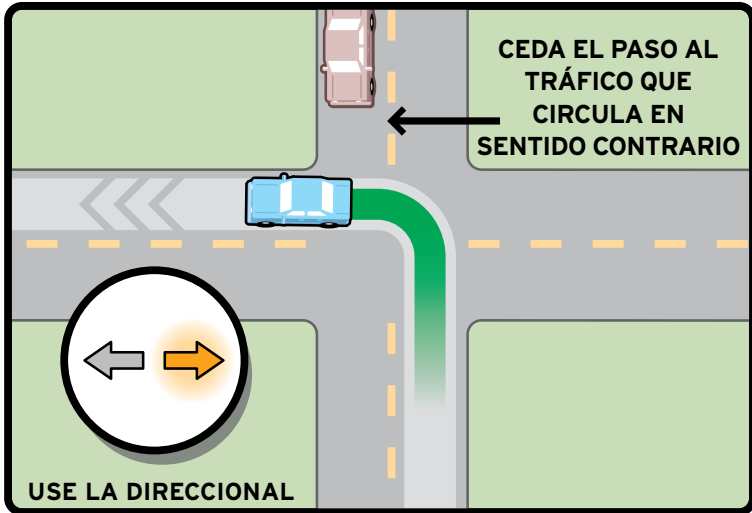 CEDA EL PASO AL
TRÁFICO QUE
CIRCULA EN
SENTIDO CONTRARIO
USE LA DIRECCIONAL